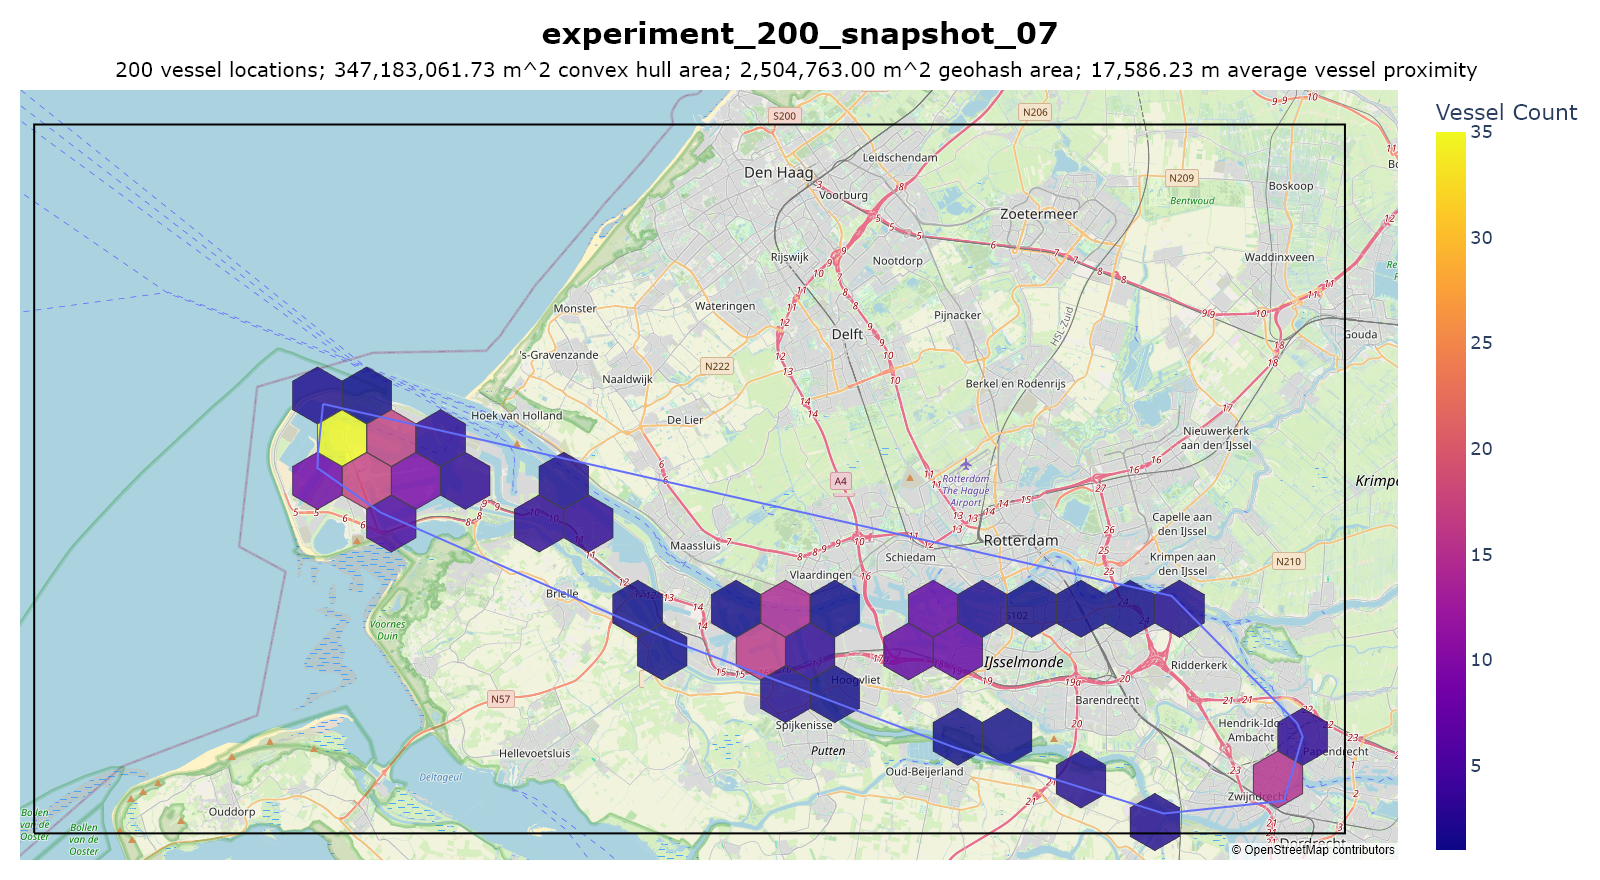 experiment_200_snapshot_07
200 vessel locations; 347,183,061.73 m^2 convex hull area; 2,504,763.00 m^2 geohash area; 17,586.23 m average vessel proximity
Vessel Count
35
30
25
20
15
10
5
S200
N206
Leidschendam
Den Haag
Voorburg
N209
Boskoop
Bentwoud
Zoetermeer
Rijswijk
Nootdorp
Waddinxveen
Monster
Wateringen
Pijnacker
HSL-Zuid
Delft
Gouda
's-Gravenzande
N222
Naaldwijk
Berkel en Rodenrijs
Hoek van Holland
De Lier
Nieuwerkerk
aan den IJssel
A4
Rotterdam
The Hague
Airport
Capelle aan
den IJssel
Rotterdam
Maassluis
Schiedam
Krimpen aan
den IJssel
N210
Vlaardingen
Brielle
S102
Voornes
Duin
IJsselmonde
Ridderkerk
Hoogvliet
N57
Barendrecht
Spijkenisse
Hendrik-Ido-
Ambacht
Papendrecht
Hellevoetsluis
Putten
Oud-Beijerland
Deltageul
Zwijndrecht
Ouddorp
Bollen
van de
Ooster
Bollen
van de
Ooster
Dordrecht
© OpenStreetMap contributors